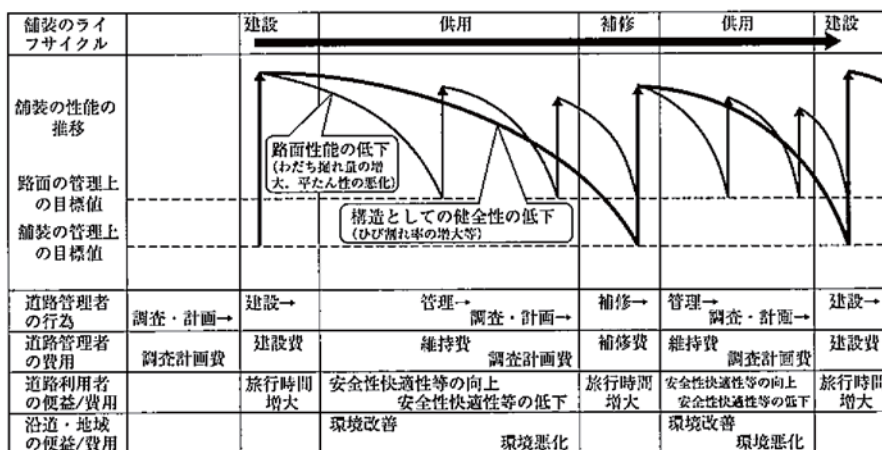 舗装のライ
フサイクル
建設 供用 補修 供用 建設
舗装の性能の
推移
路面性能の低下
(わだち掘れ量の増
大，平たん性の悪化)
路面の管理上
の目標値
構造としての健全性の低下
(ひび割れ率の増大等)
舗装の管理上
の目標値
道路管理者
の行為
調査・計画→
建設→
管理→
調査・計画→
補修→
管理→
調査・計画→
建設→
道路管理者
の費用
調査計画費
建設費
維持費
調査計画費
補修費
維持費
調査計画費
建設費
道路利用者
の便益/費用
旅行時間
増大
安全性快適性等の向上
安全性快適性等の低下
旅行時間
増大
安全性快適性等の向上
安全性快適性等の低下
旅行時間
増大
沿道・地域
の便益/費用
環境改善
環境悪化
環境改善
環境悪化